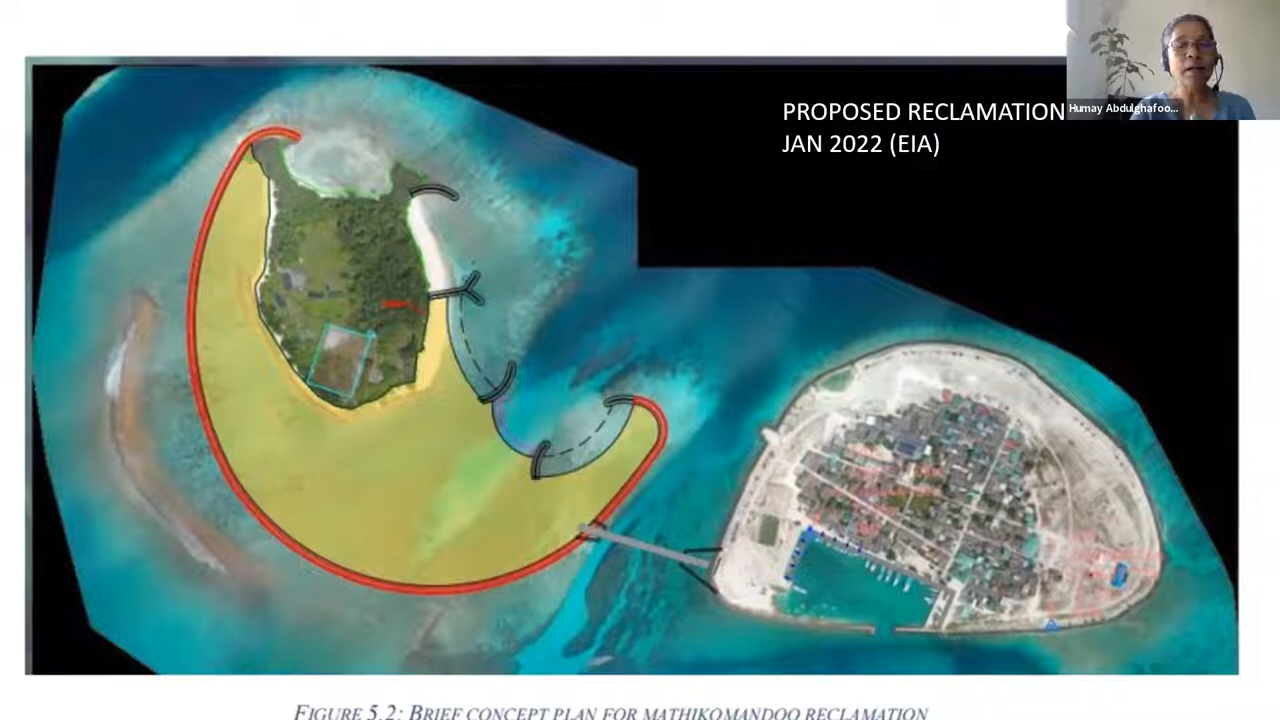 PROPOSED RECLAMATION
JAN 2022 (EIA)
Humay Abdulghafoo...
FIGURE 5.2: BRIEF CONCEPT PLAN FOR MATHIKOMANDOO RECLAMATION